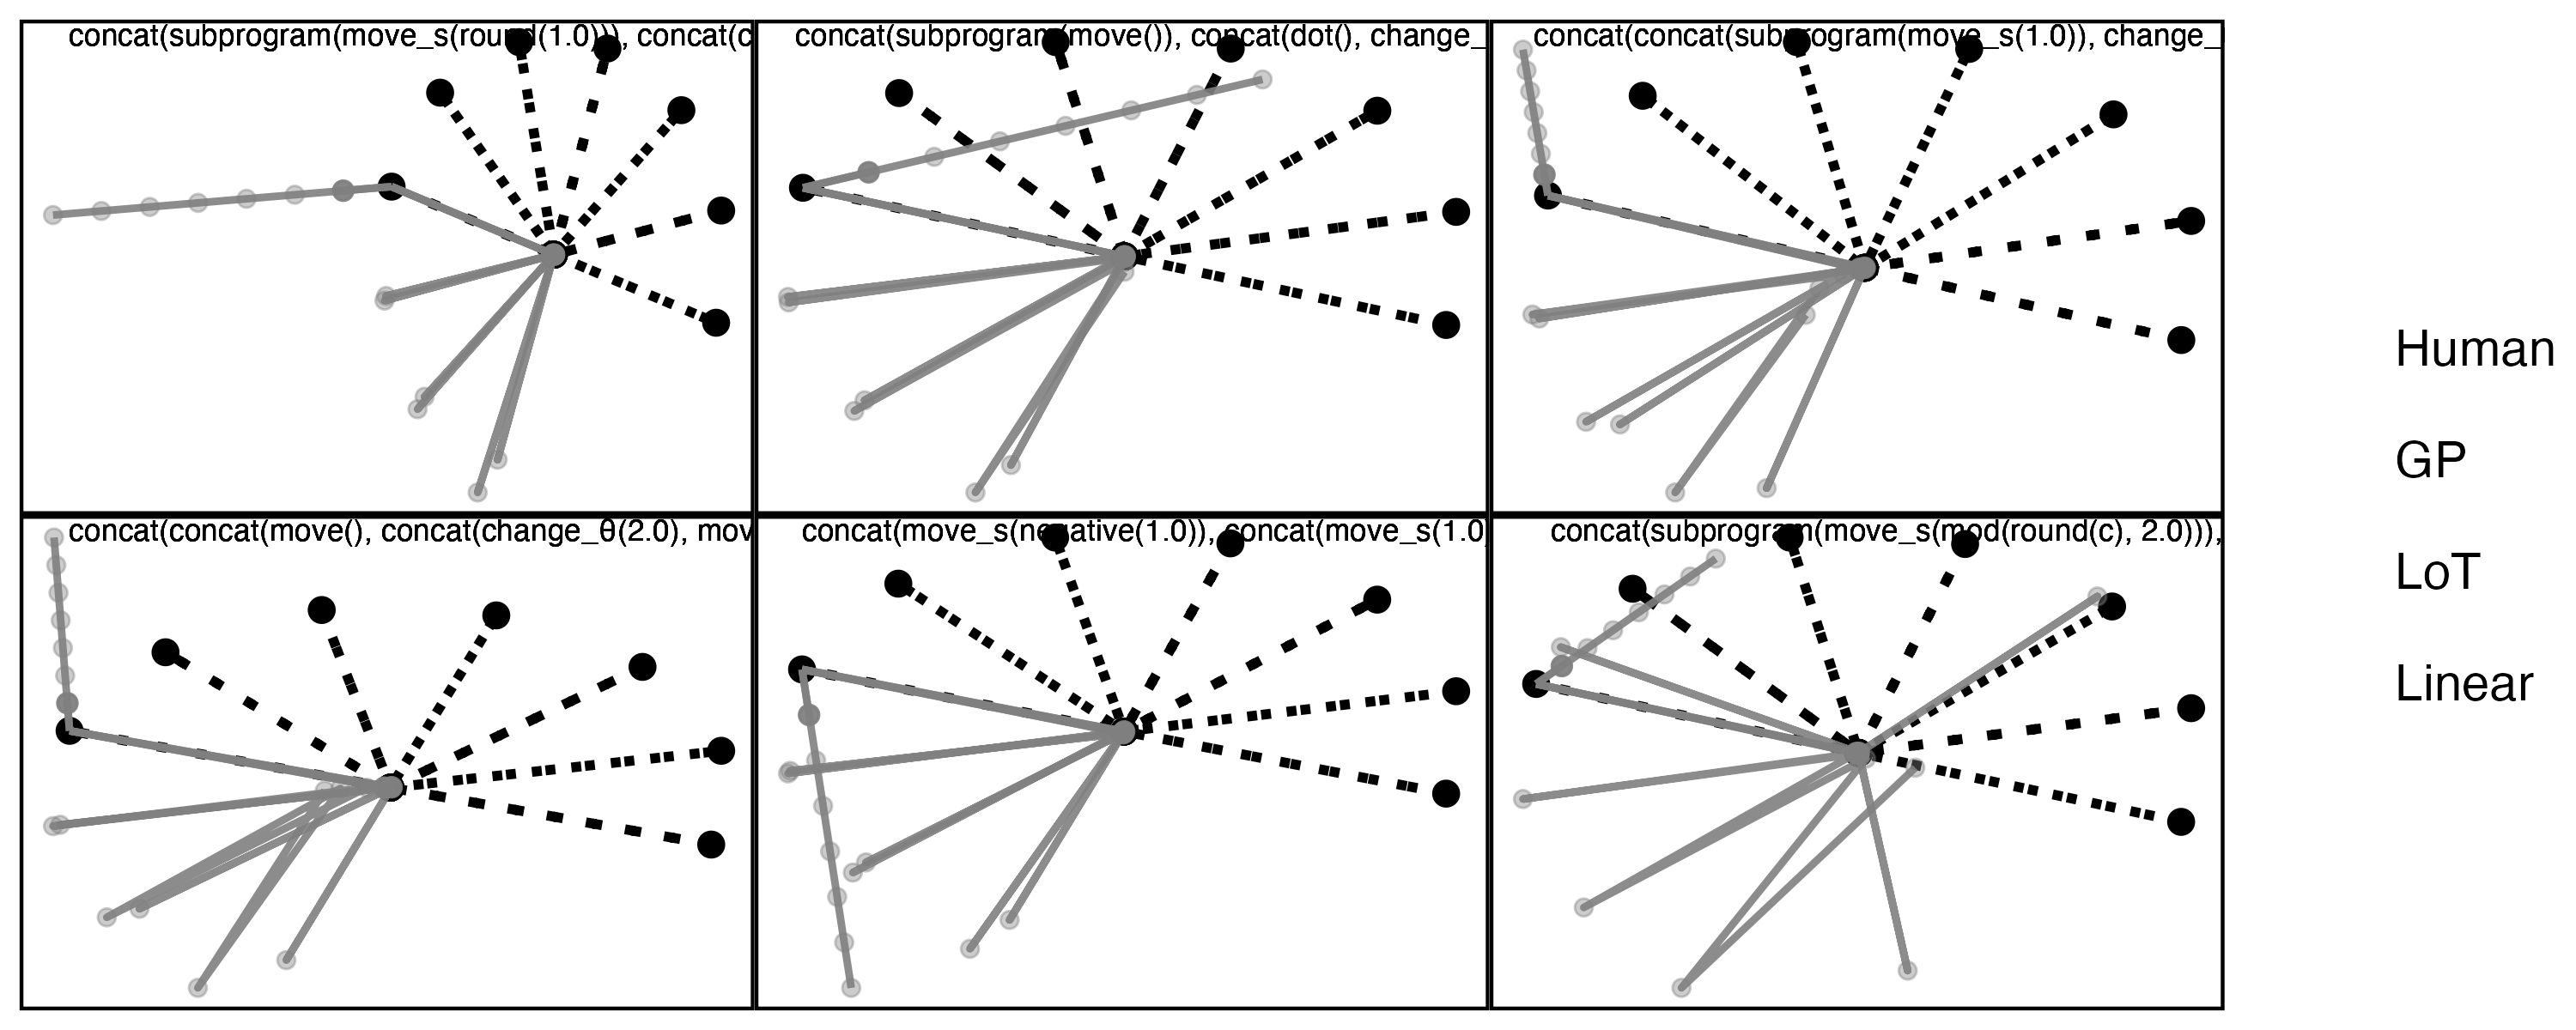 concat(subprogram(move_s(round(1.0))), concat(c
concat(subprogram(move()), concat(dot(), change_
concat(concat(subprogram(move_s(1.0)), change_
concat(concat(move(), concat(change_θ(2.0), mov
concat(move_s(negative(1.0)), concat(move_s(1.0)
concat(subprogram(move_s(mod(round(c), 2.0))),
Human
GP
LoT
Linear